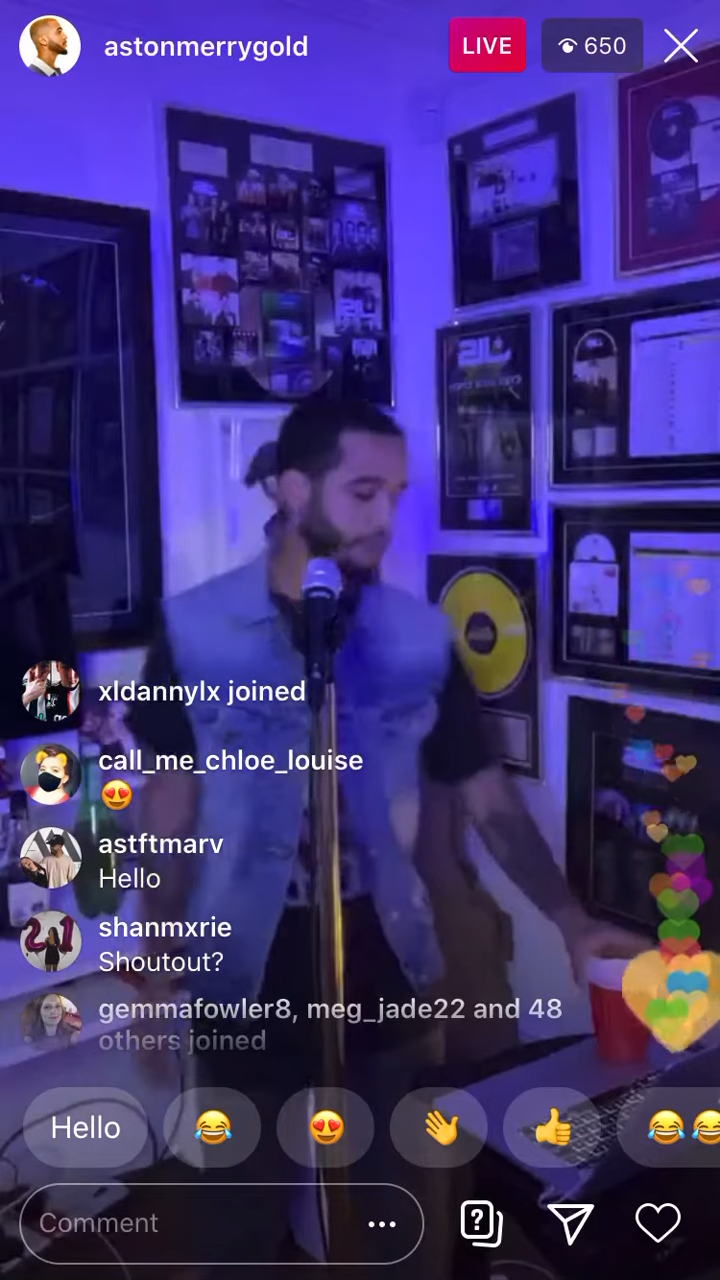 astonmerrygold
LIVE
650
xldannylx joined
call_me_chloe_louise
😍
astftmarv
Hello
shanmxrie
Shoutout?
gemmafowler8, meg_jade22 and 48
others joined
Hello 😂 😍 👋 👍 😂😂
Comment